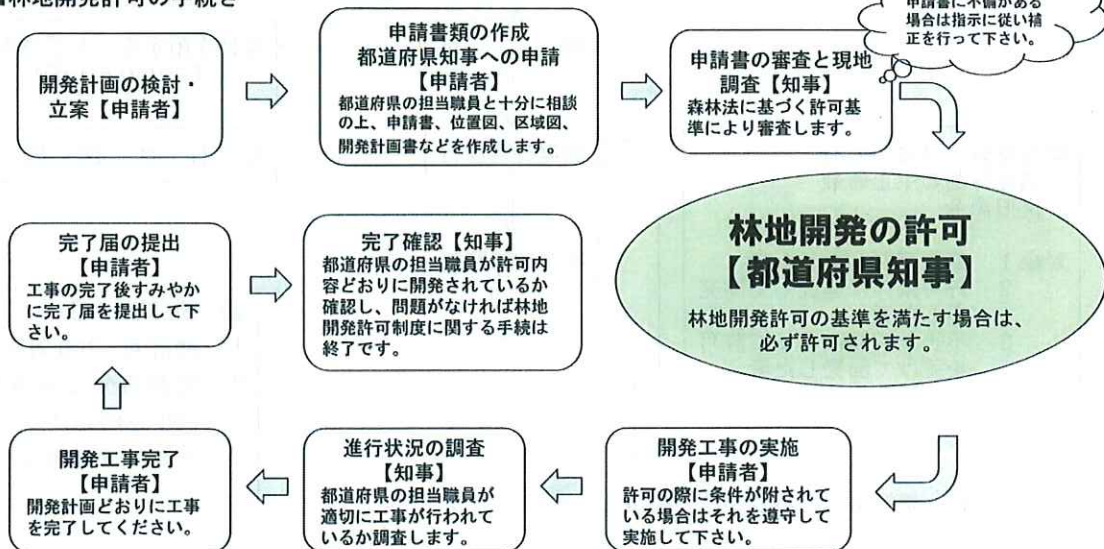 林地開発許可の手続き
申請書に不備がある
場合は指示に従い補
正を行って下さい。
開発計画の検討・
立案【申請者】
申請書類の作成
都道府県知事への申請
【申請者】
都道府県の担当職員と十分に相談
の上、申請書、位置図、区域図、
開発計画書などを作成します。
申請書の審査と現地
調査【知事】
森林法に基づく許可基
準により審査します。
林地開発の許可
【都道府県知事】
林地開発許可の基準を満たす場合は、
必ず許可されます。
開発工事の実施
【申請者】
許可の際に条件が附されて
いる場合はそれを遵守して
実施して下さい。
進行状況の調査
【知事】
都道府県の担当職員が
適切に工事が行われて
いるか調査します。
開発工事完了
【申請者】
開発計画どおりに工事
を完了してください。
完了届の提出
【申請者】
工事の完了後すみやか
に完了届を提出して下
さい。
完了確認【知事】
都道府県の担当職員が許可内
容どおりに開発されているか
確認し、問題がなければ林地
開発許可制度に関する手続は
終了です。